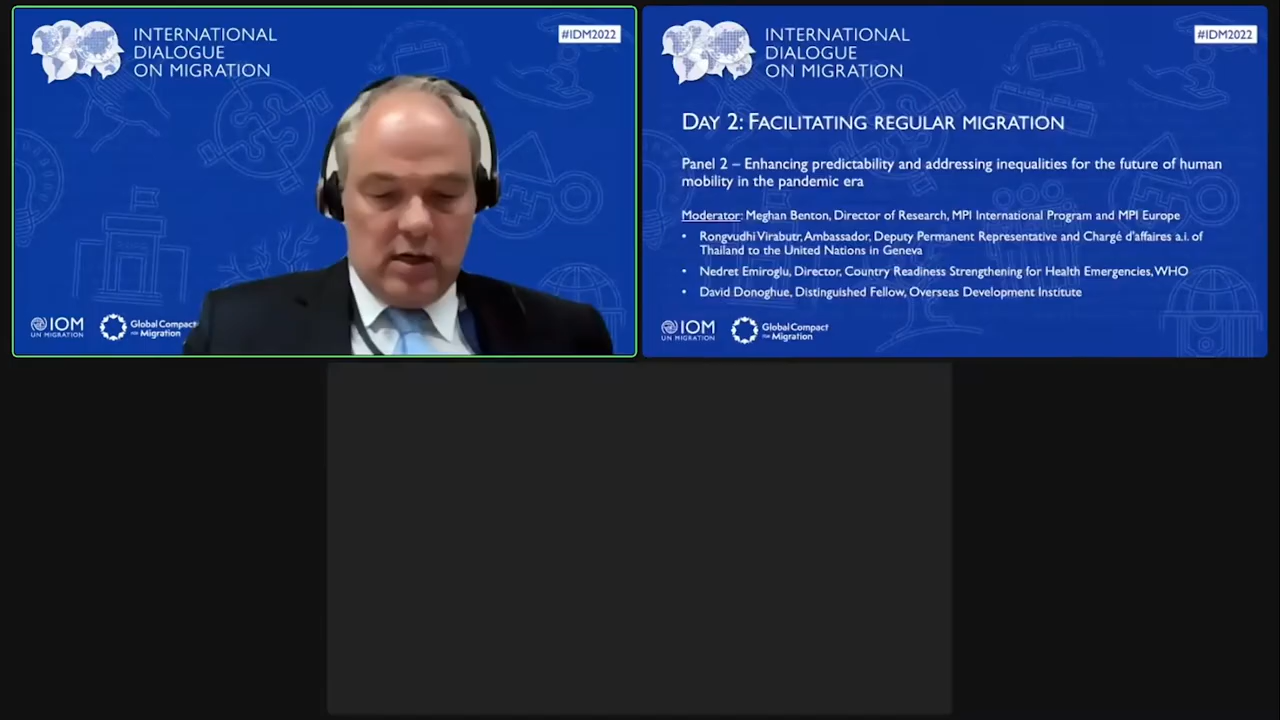 INTERNATIONAL
DIALOGUE
ON MIGRATION
#IDM2022
IOM
UN MIGRATION
Global Compact
FOR Migration
INTERNATIONAL
DIALOGUE
ON MIGRATION
#IDM2022
DAY 2: FACILITATING REGULAR MIGRATION
Panel 2 – Enhancing predictability and addressing inequalities for the future of human
mobility in the pandemic era
Moderator: Meghan Benton, Director of Research, MPI International Program and MPI Europe
• Rongvudhi Virabutr, Ambassador, Deputy Permanent Representative and Chargé d'affaires a.i. of
Thailand to the United Nations in Geneva
• Nedret Emiroglu, Director, Country Readiness Strengthening for Health Emergencies, WHO
• David Donoghue, Distinguished Fellow, Overseas Development Institute
IOM
UN MIGRATION
Global Compact
FOR Migration